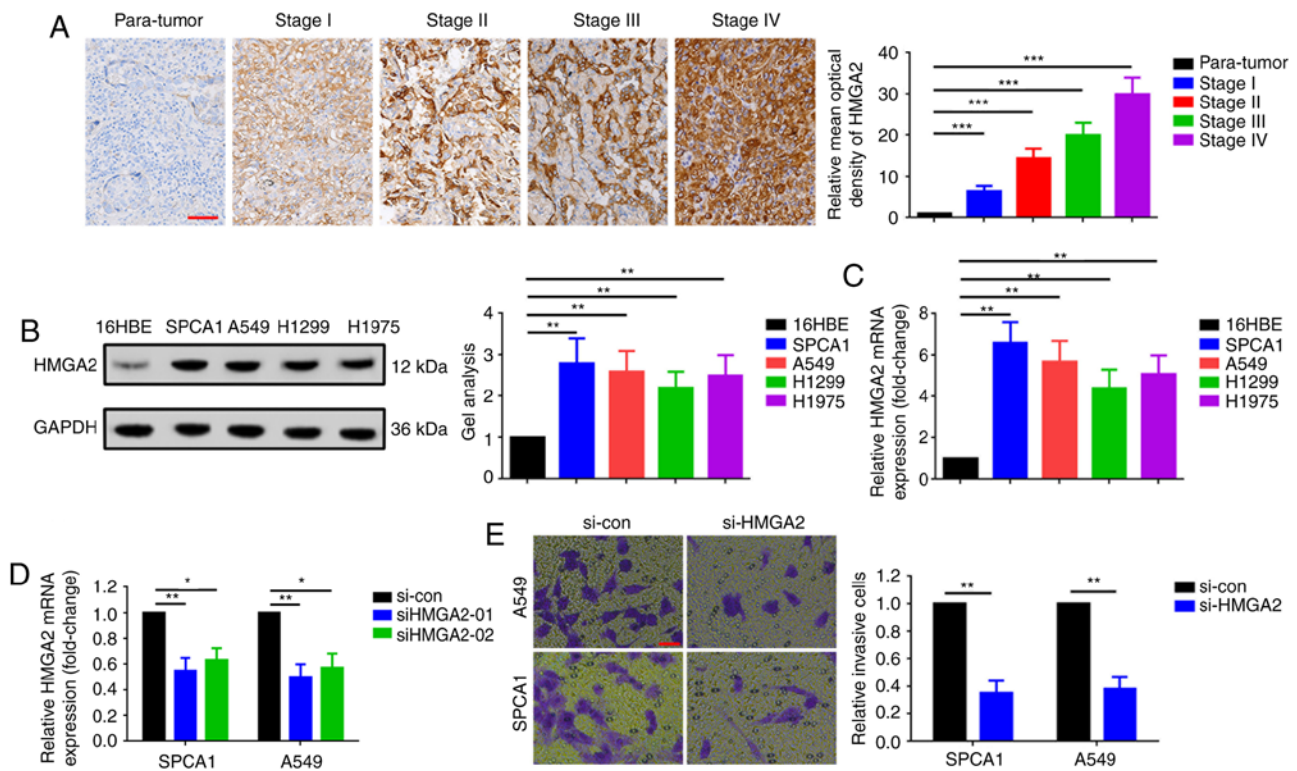 A
Para-tumor Stage I Stage II Stage III Stage IV
Relative mean optical
density of HMGA2
50
40
30
20
10
0
***
***
***
***
Para-tumor
Stage I
Stage II
Stage III
Stage IV
B
16HBE SPCA1 A549 H1299 H1975
HMGA2 12 kDa
GAPDH 36 kDa
Gel analysis
4
3
2
1
0
**
**
**
**
16HBE
SPCA1
A549
H1299
H1975
C
Relative HMGA2 mRNA
expression (fold-change)
8
6
4
2
0
**
**
**
**
16HBE
SPCA1
A549
H1299
H1975
D
Relative HMGA2 mRNA
expression (fold-change)
1.2
1.0
0.8
0.6
0.4
0.2
0.0
*
**
*
**
SPCA1 A549
si-con
siHMGA2-01
siHMGA2-02
E
si-con si-HMGA2
A549
SPCA1
Relative invasive cells
1.2
1.0
0.8
0.6
0.4
0.2
0.0
**
**
SPCA1 A549
si-con
si-HMGA2